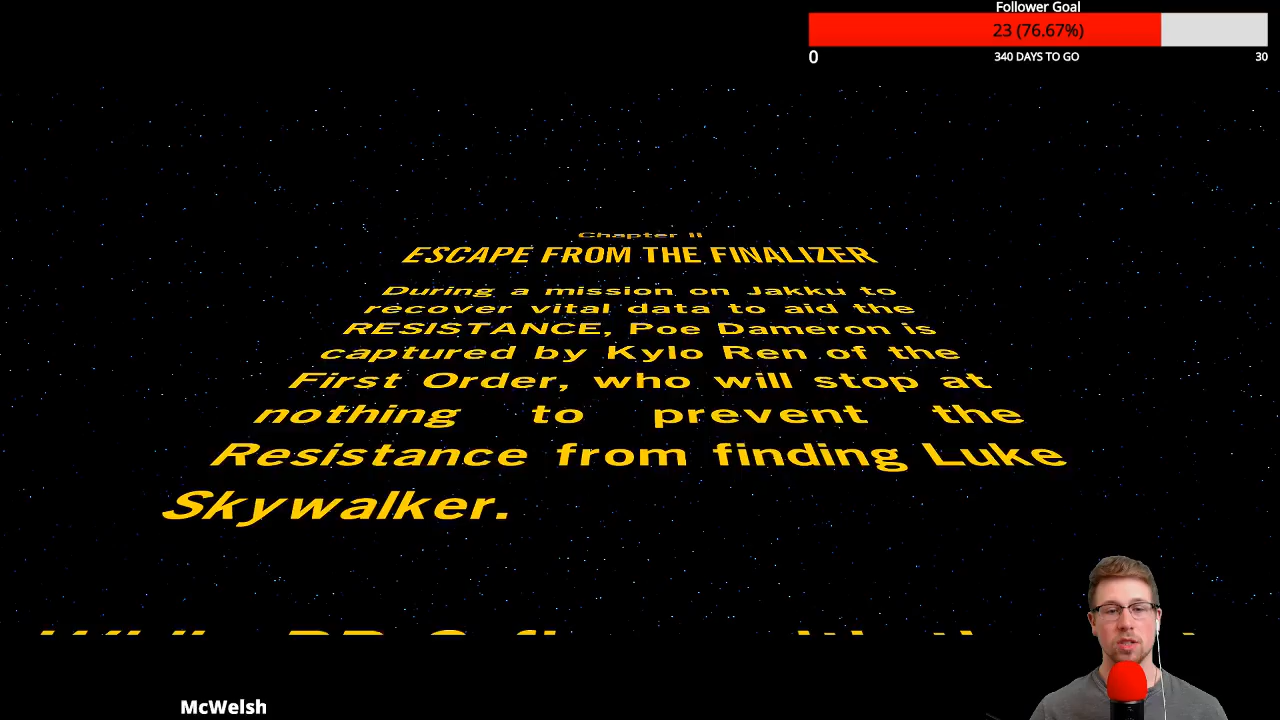 Follower Goal
23 (76.67%)
0
340 DAYS TO GO
30
Chapter II
ESCAPE FROM THE FINALIZER
During a mission on Jakku to
recover vital data to aid the
RESISTANCE, Poe Dameron is
captured by Kylo Ren of the
First Order, who will stop at
nothing to prevent the
Resistance from finding Luke
Skywalker.
McWelsh